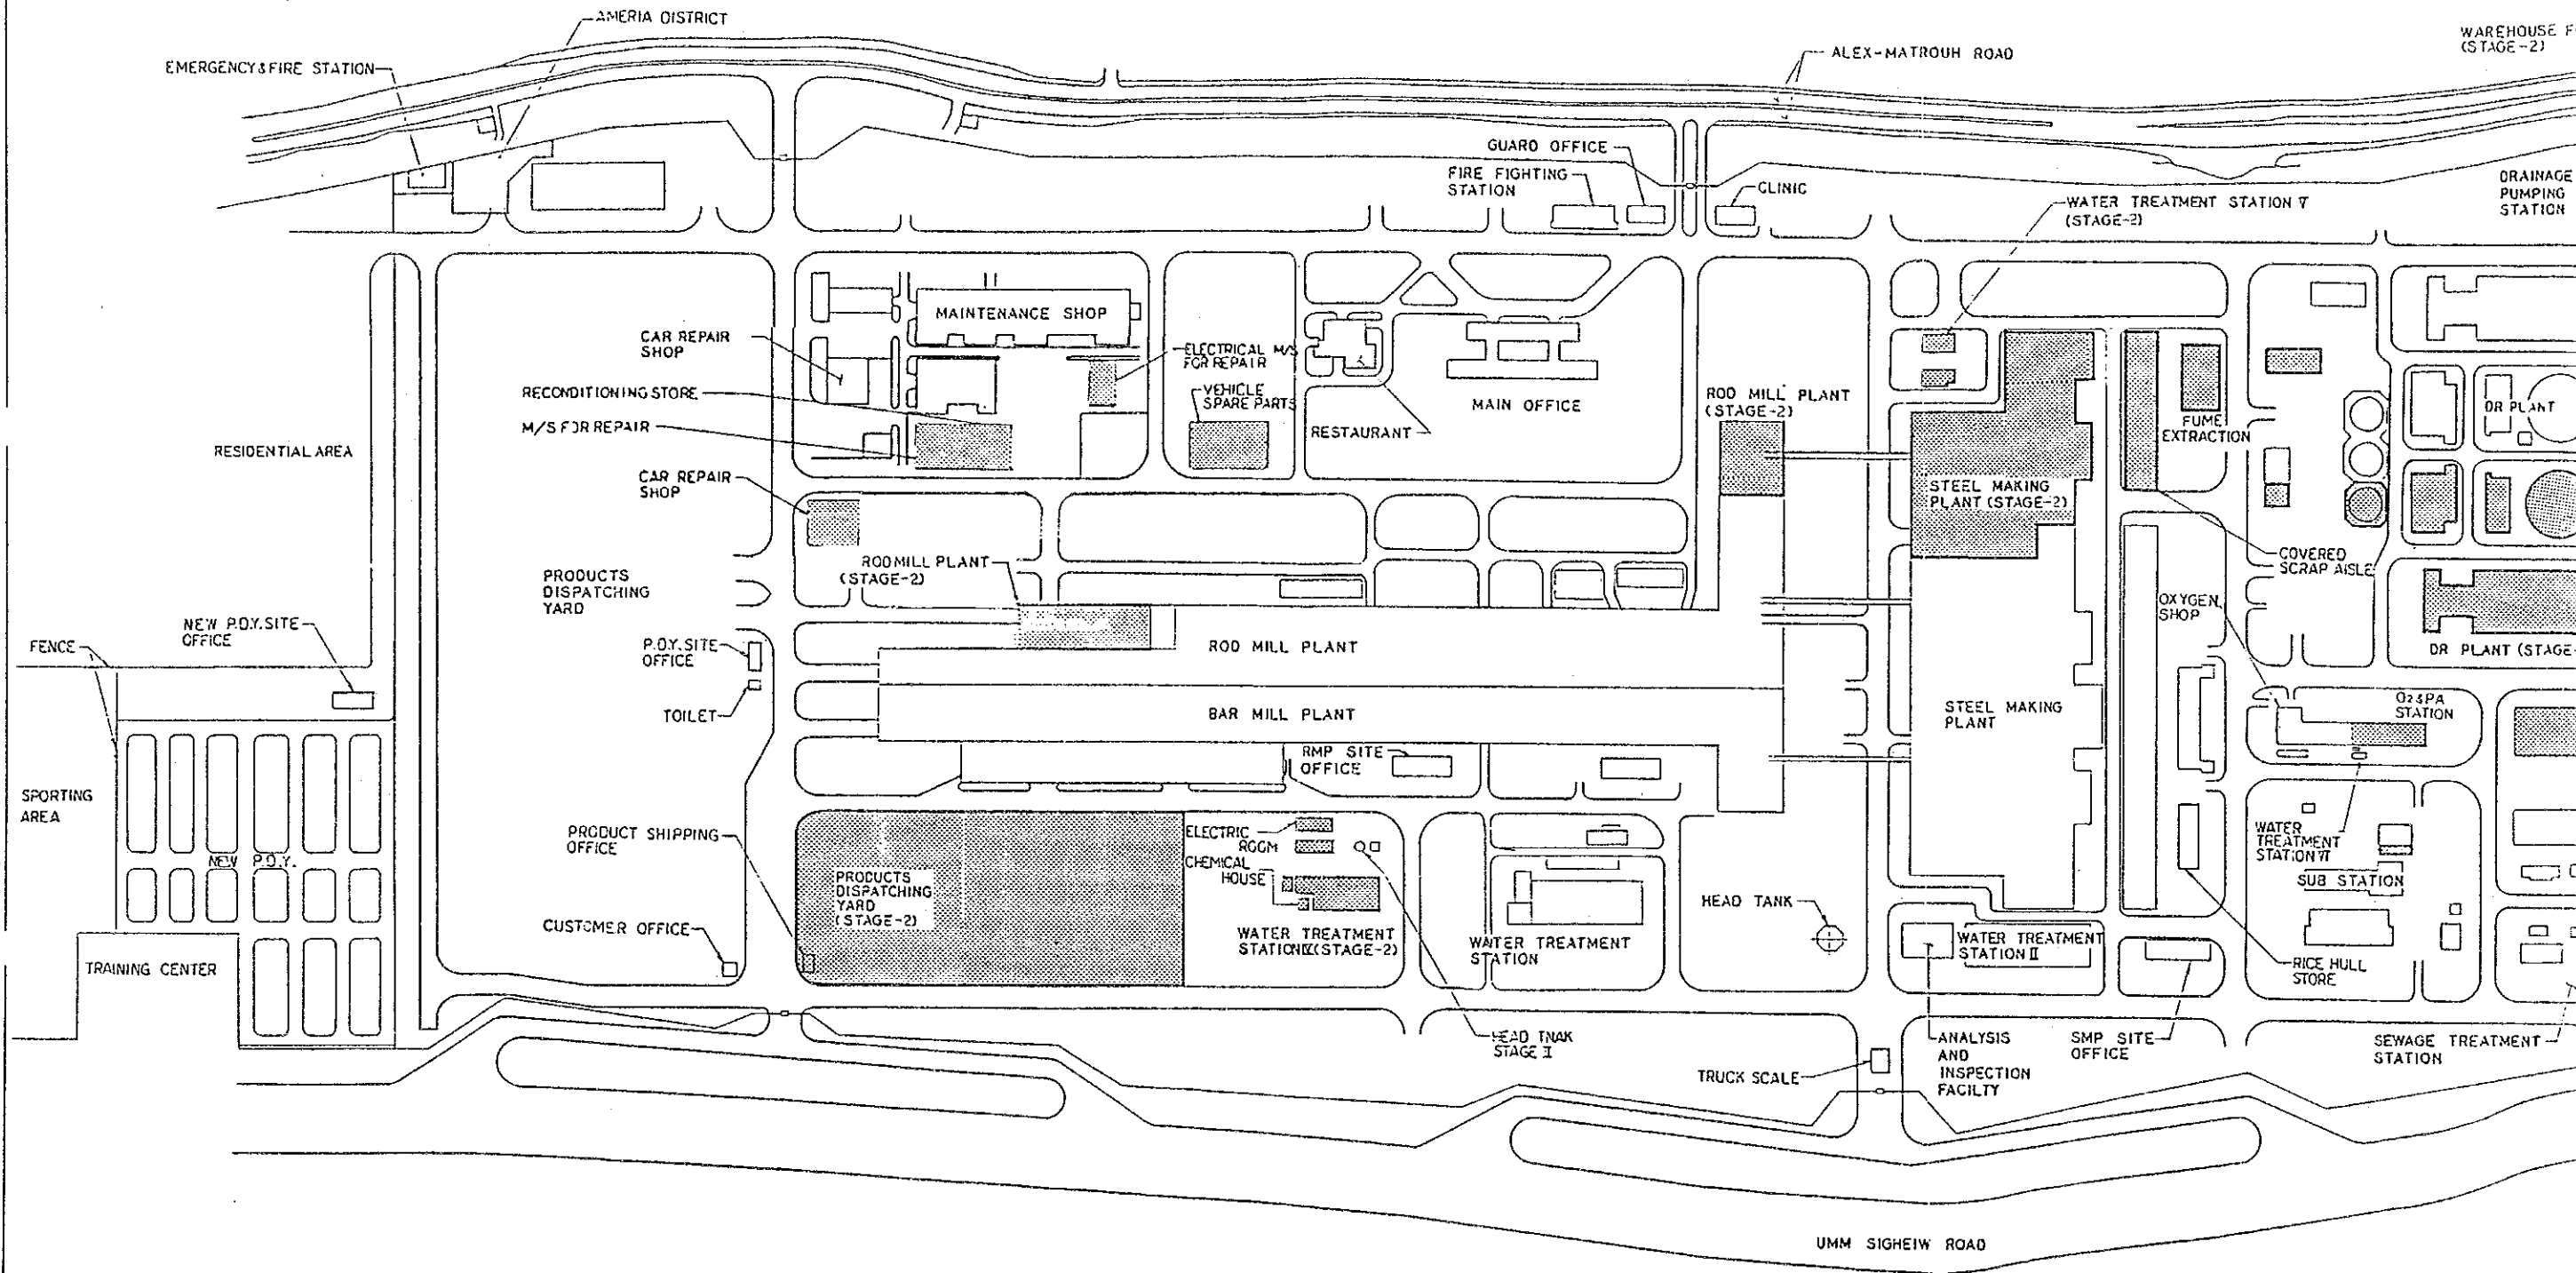 AMERIA DISTRICT
EMERGENCY&FIRE STATION
ALEX-MATROUH ROAD
WAREHOUSE F
(STAGE-2)
GUARD OFFICE
FIRE FIGHTING
STATION
CLINIC
WATER TREATMENT STATION V
(STAGE-2)
DRAINAGE
PUMPING
STATION
MAINTENANCE SHOP
CAR REPAIR
SHOP
ELECTRICAL M/S
FOR REPAIR
RECONDITIONING STORE
VEHICLE
SPARE PARTS
M/S FOR REPAIR
RESTAURANT
MAIN OFFICE
ROD MILL PLANT
(STAGE-2)
FUME
EXTRACTION
DR PLANT
RESIDENTIAL AREA
CAR REPAIR
SHOP
STEEL MAKING
PLANT (STAGE-2)
COVERED
SCRAP AISLE
PRODUCTS
DISPATCHING
YARD
ROD MILL PLANT
(STAGE-2)
OXYGEN
SHOP
NEW P.D.Y. SITE
OFFICE
FENCE
P.D.Y. SITE
OFFICE
ROD MILL PLANT
DR PLANT (STAGE-
TOILET
BAR MILL PLANT
STEEL MAKING
PLANT
O2&PA
STATION
RMP SITE
OFFICE
SPORTING
AREA
PRODUCT SHIPPING
OFFICE
ELECTRIC
ROOM
CHEMICAL
HOUSE
WATER
TREATMENT
STATION VI
NEW P.D.Y.
PRODUCTS
DISPATCHING
YARD
(STAGE-2)
SUB STATION
HEAD TANK
CUSTOMER OFFICE
WATER TREATMENT
STATION IV (STAGE-2)
WATER TREATMENT
STATION
WATER TREATMENT
STATION II
TRAINING CENTER
RICE HULL
STORE
HEAD TNAK
STAGE II
ANALYSIS
AND
INSPECTION
FACILTY
SMP SITE
OFFICE
SEWAGE TREATMENT
STATION
TRUCK SCALE
UMM SIGHEIW ROAD